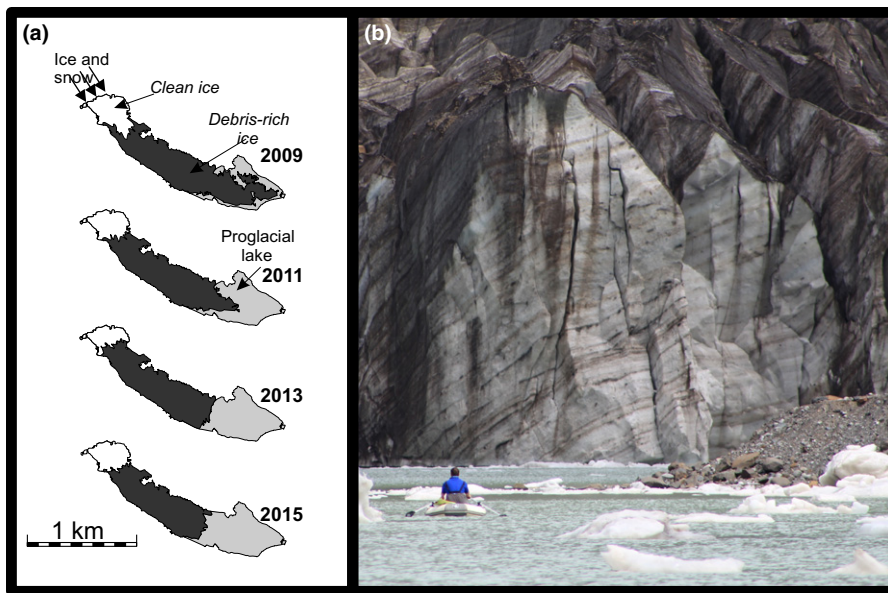 (a)
Ice and
snow
Clean ice
Debris-rich
ice
2009
Proglacial
lake
2011
2013
2015
1 km
(b)